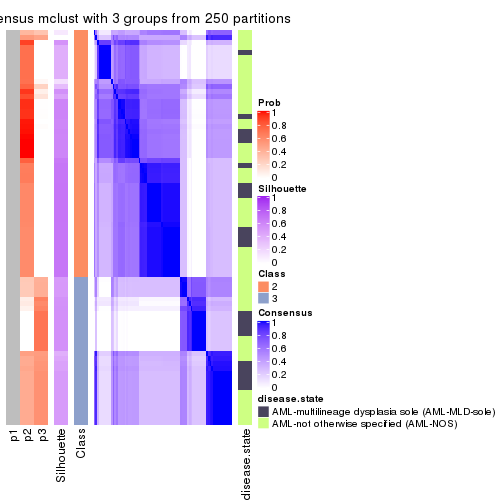 ensus mclust with 3 groups from 250 partitions
Prob
1
0.8
0.6
0.4
0.2
0
Silhouette
1
0.8
0.6
0.4
0.2
0
Class
2
3
Consensus
1
0.8
0.6
0.4
0.2
0
disease.state
AML-multilineage dysplasia sole (AML-MLD-sole)
AML-not otherwise specified (AML-NOS)
p1
p2
p3
Silhouette
Class
disease.state